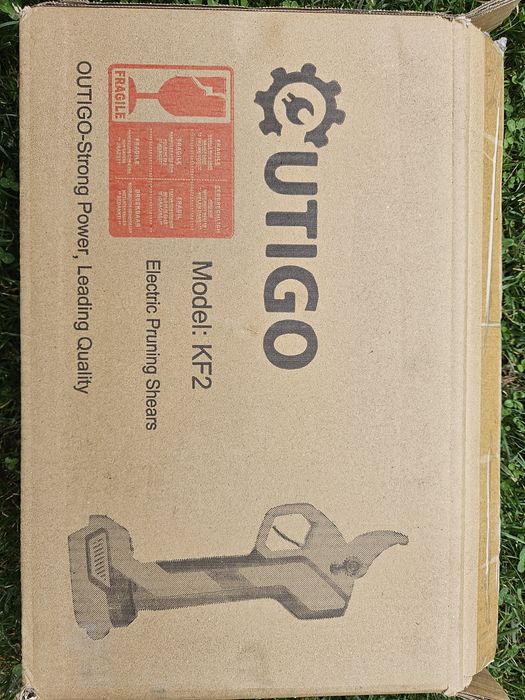 OUTIGO
Model: KF2
Electric Pruning Shears
OUTIGO-Strong Power, Leading Quality
FRAGILE